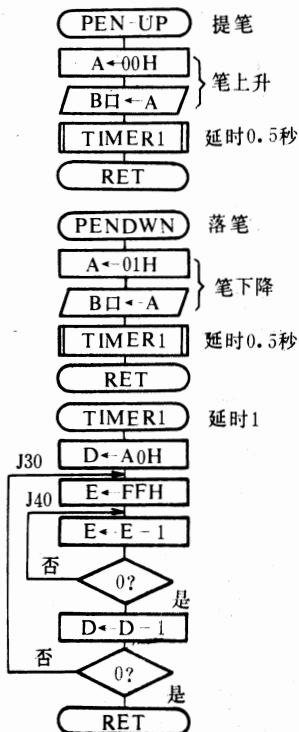 PEN-UP 提笔
A←00H
笔上升
B口←A
TIMER1 延时0.5秒
RET
PENDWN 落笔
A←01H
笔下降
B口←A
TIMER1 延时0.5秒
RET
TIMER1 延时1
D←A0H
J30
E←FFH
J40
E←E-1
否 0?
是
D←D-1
否 0?
是
RET